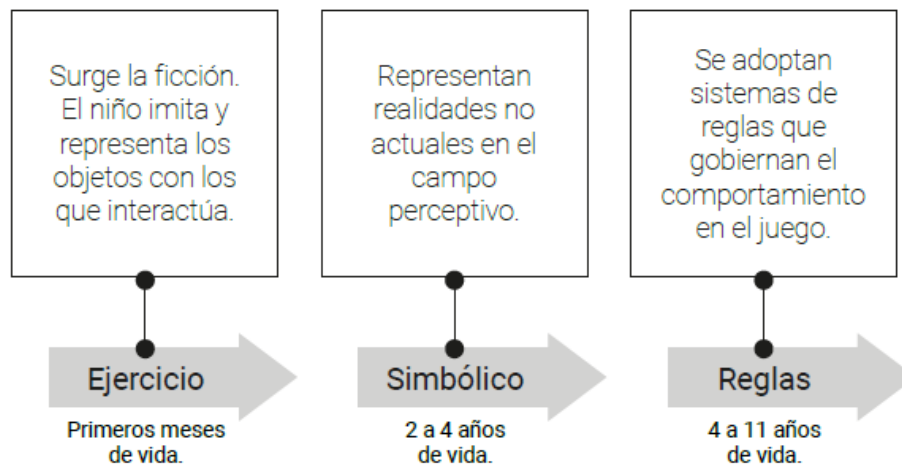 Surge la ficción.
El niño imita y
representa los
objetos con los
que interactúa.
Ejercicio
Primeros meses
de vida.
Representan
realidades no
actuales en el
campo
perceptivo.
Simbólico
2 a 4 años
de vida.
Se adoptan
sistemas de
reglas que
gobiernan el
comportamiento
en el juego.
Reglas
4 a 11 años
de vida.